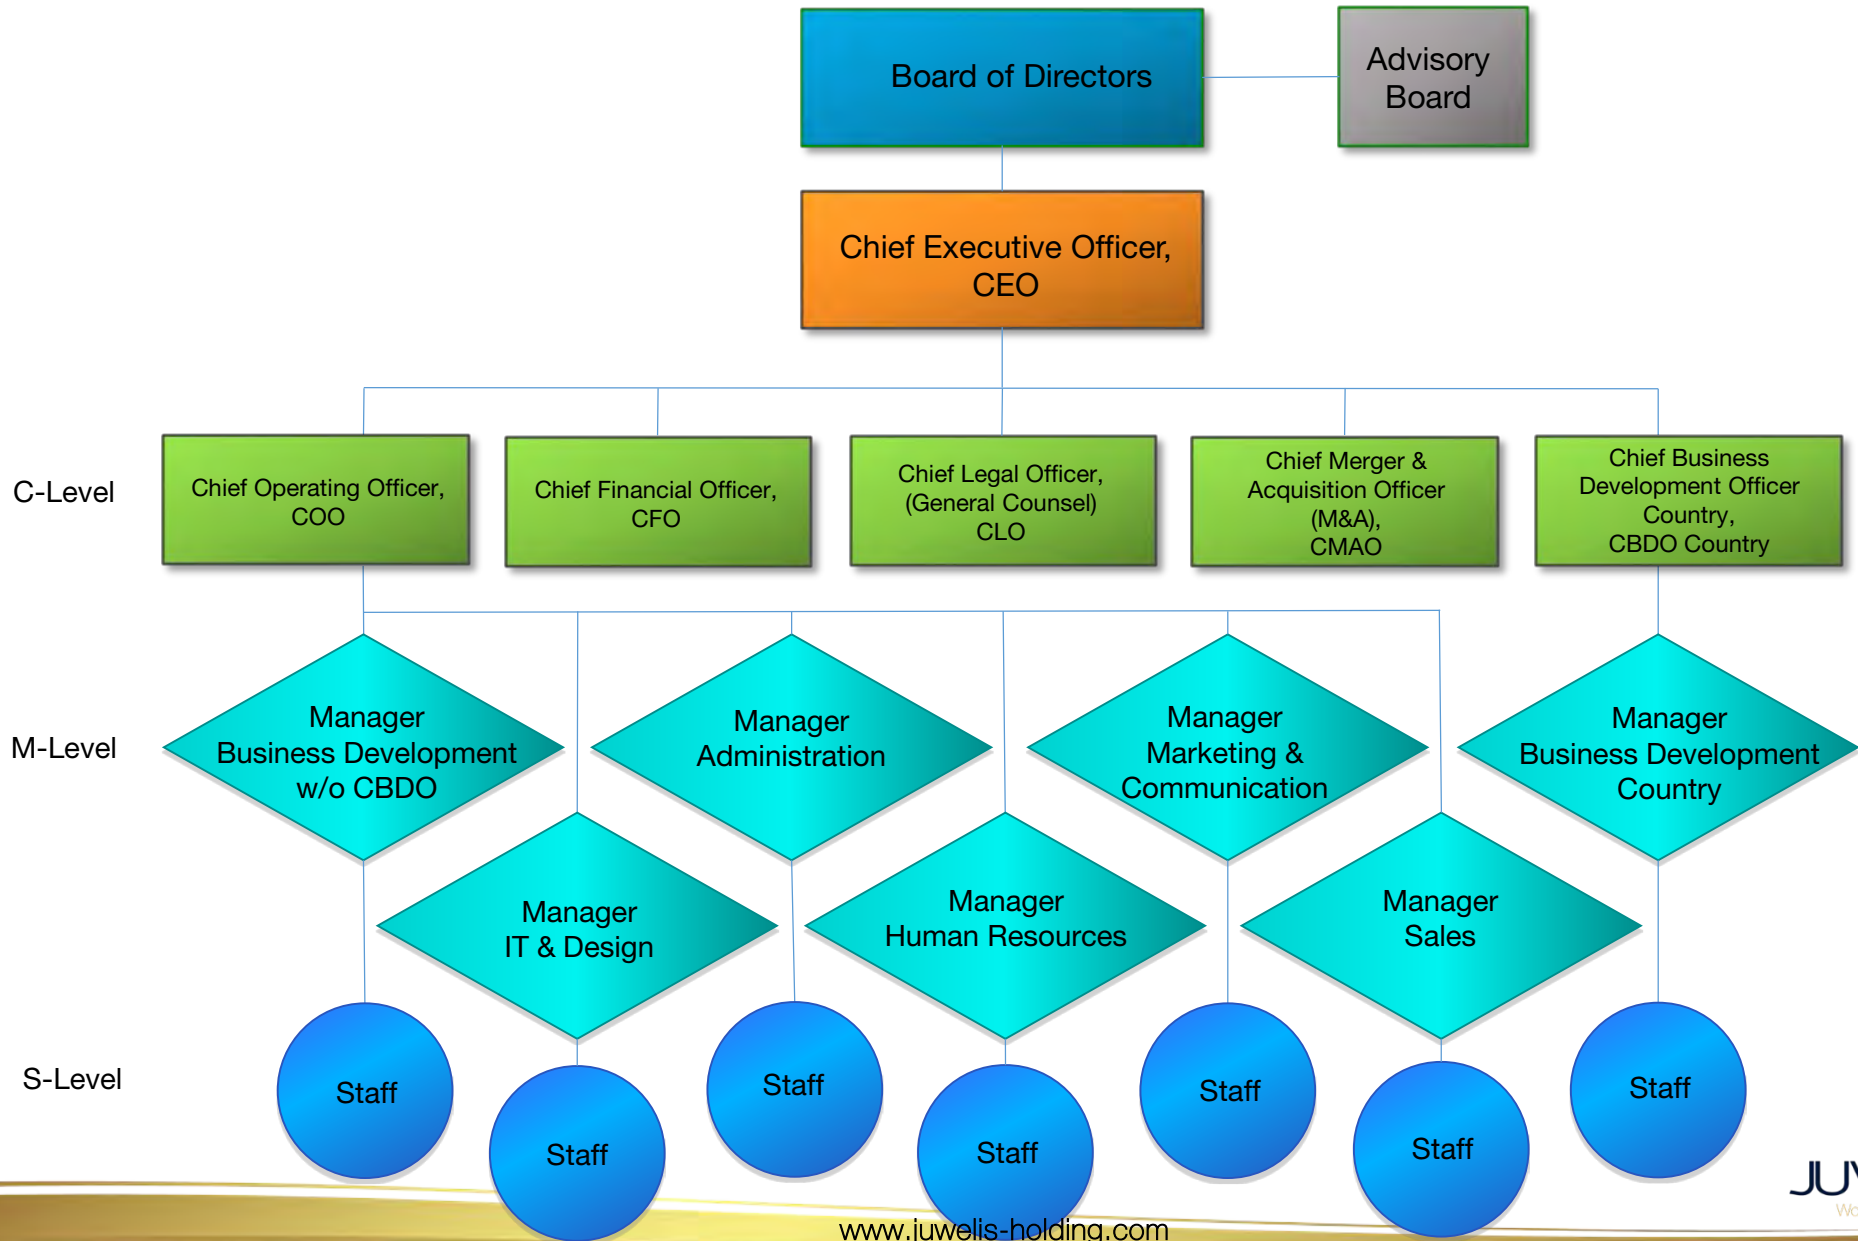 Board of Directors
Advisory
Board
Chief Executive Officer,
CEO
C-Level
Chief Operating Officer,
COO
Chief Financial Officer,
CFO
Chief Legal Officer,
(General Counsel)
CLO
Chief Merger &
Acquisition Officer
(M&A),
CMAO
Chief Business
Development Officer
Country,
CBDO Country
M-Level
Manager
Business Development
w/o CBDO
Manager
Administration
Manager
Marketing &
Communication
Manager
Business Development
Country
Manager
IT & Design
Manager
Human Resources
Manager
Sales
S-Level
Staff
Staff
Staff
Staff
Staff
Staff
Staff
www.juwelis-holding.com